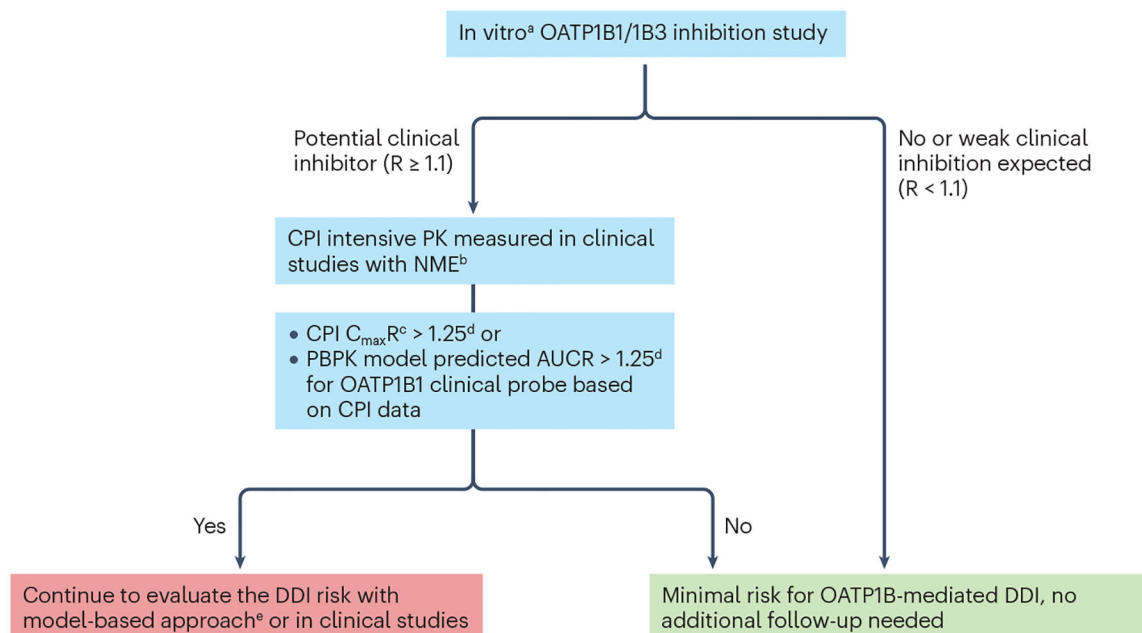 In vitroᵃ OATP1B1/1B3 inhibition study
Potential clinical
inhibitor (R ≥ 1.1)
No or weak clinical
inhibition expected
(R < 1.1)
CPI intensive PK measured in clinical
studies with NMEᵇ
• CPI CₘₐₓRᶜ > 1.25ᵈ or
• PBPK model predicted AUCR > 1.25ᵈ
for OATP1B1 clinical probe based
on CPI data
Yes
No
Continue to evaluate the DDI risk with
model-based approachᵉ or in clinical studies
Minimal risk for OATP1B-mediated DDI, no
additional follow-up needed